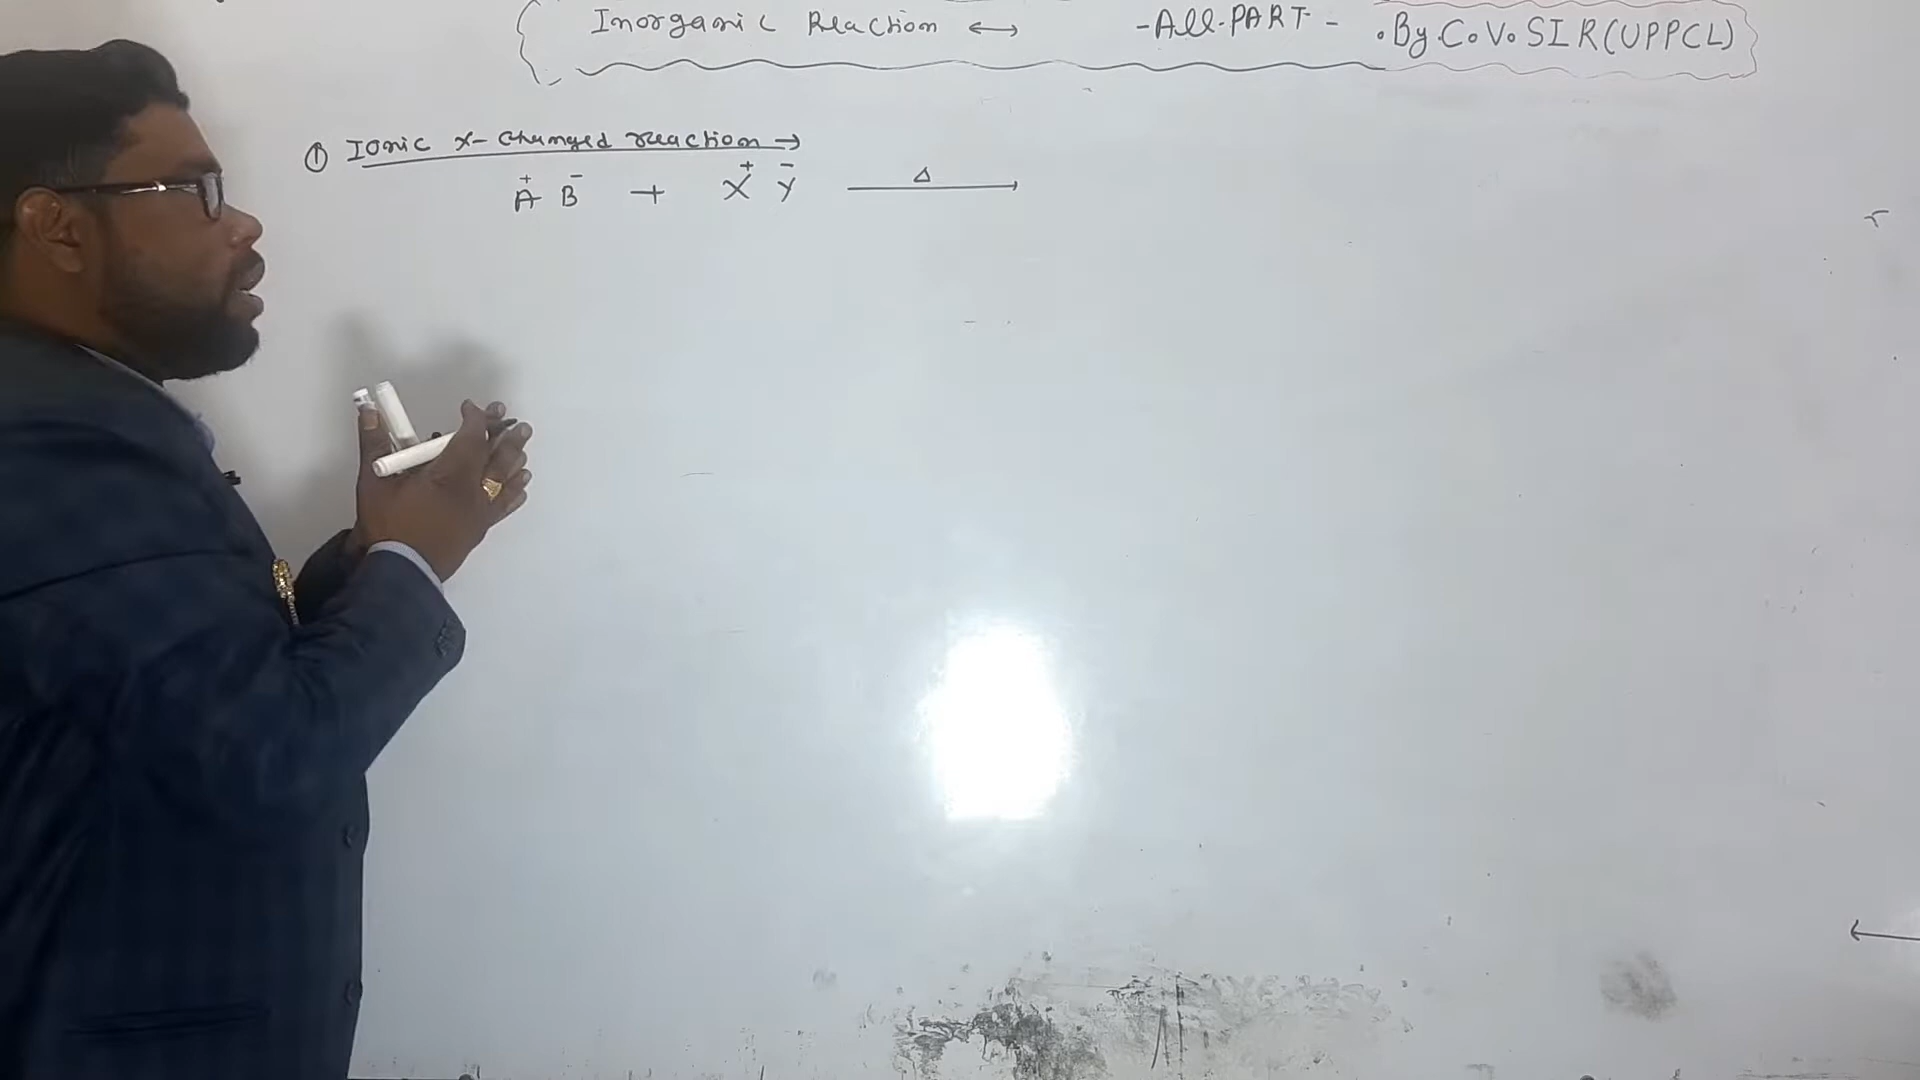 Inorganic Reaction ↔ -All-PART- .By.C.V.SIR(UPPCL)
① Ionic x-changed reaction →
A⁺ B⁻ + X⁺ Y⁻ —Δ→